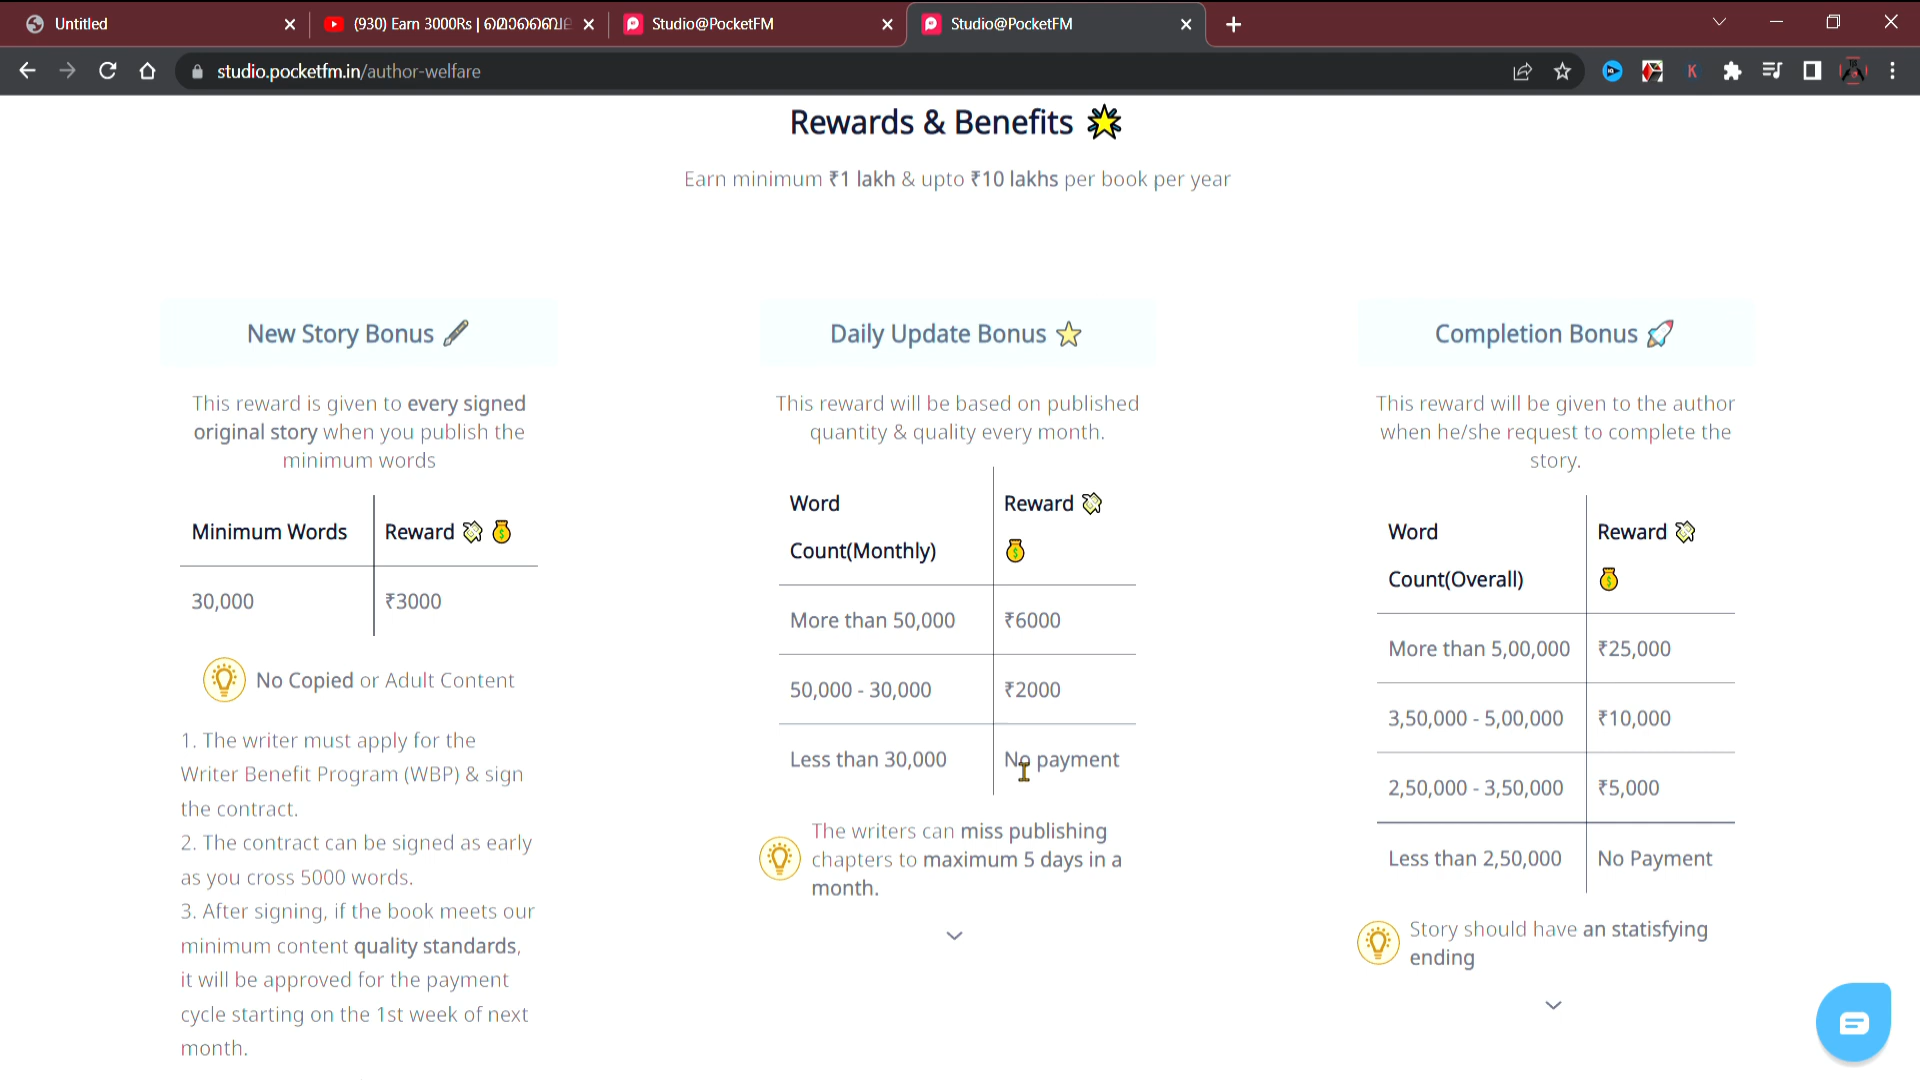 Untitled
(930) Earn 3000Rs |
Studio@PocketFM
Studio@PocketFM
studio.pocketfm.in/author-welfare
K
Rewards & Benefits
Earn minimum ₹1 lakh & upto ₹10 lakhs per book per year
New Story Bonus
This reward is given to every signed
original story when you publish the
minimum words
Minimum Words Reward
30,000 ₹3000
No Copied or Adult Content
1. The writer must apply for the
Writer Benefit Program (WBP) & sign
the contract.
2. The contract can be signed as early
as you cross 5000 words.
3. After signing, if the book meets our
minimum content quality standards,
it will be approved for the payment
cycle starting on the 1st week of next
month.
Daily Update Bonus
This reward will be based on published
quantity & quality every month.
Word Reward
Count(Monthly)
More than 50,000 ₹6000
50,000 - 30,000 ₹2000
Less than 30,000 No payment
The writers can miss publishing
chapters to maximum 5 days in a
month.
Completion Bonus
This reward will be given to the author
when he/she request to complete the
story.
Word Reward
Count(Overall)
More than 5,00,000 ₹25,000
3,50,000 - 5,00,000 ₹10,000
2,50,000 - 3,50,000 ₹5,000
Less than 2,50,000 No Payment
Story should have an statisfying
ending